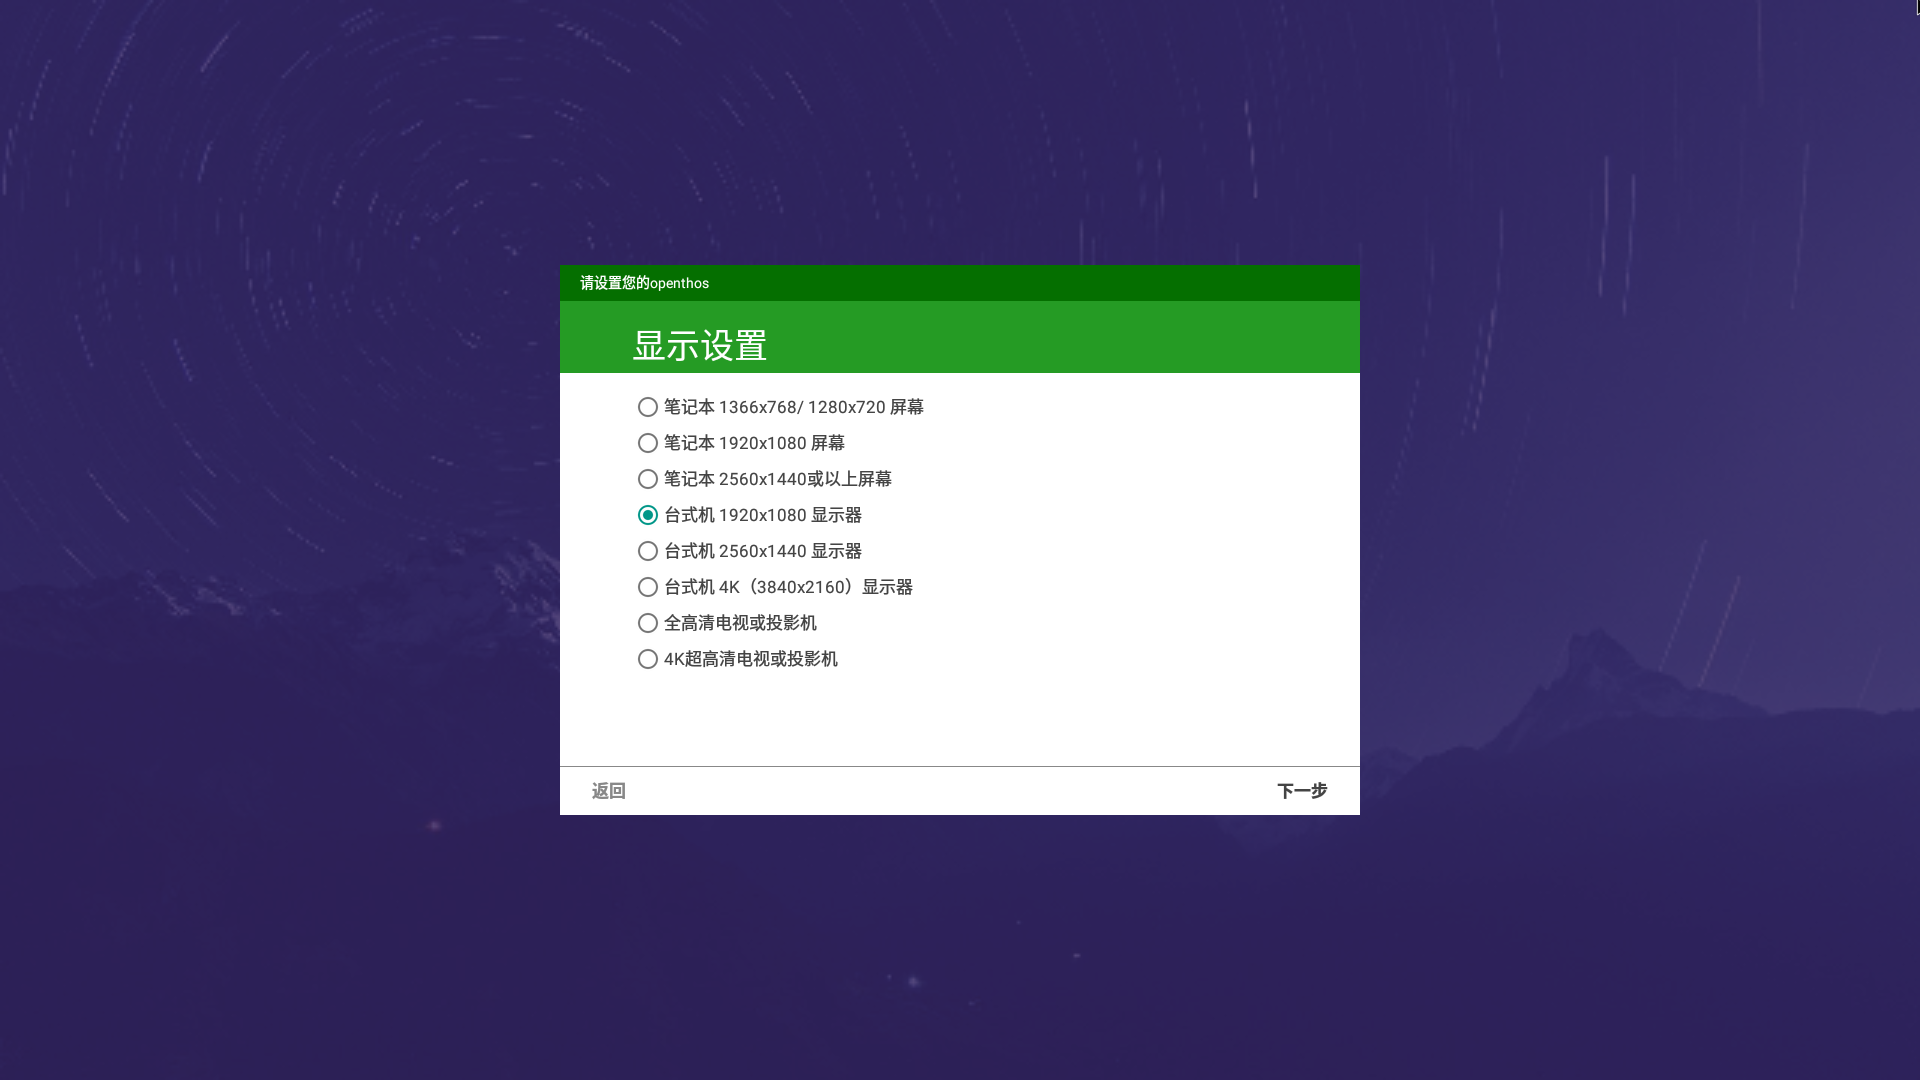 请设置您的openthos
显示设置
笔记本 1366x768/ 1280x720 屏幕
笔记本 1920x1080 屏幕
笔记本 2560x1440或以上屏幕
台式机 1920x1080 显示器
台式机 2560x1440 显示器
台式机 4K（3840x2160）显示器
全高清电视或投影机
4K超高清电视或投影机
返回
下一步